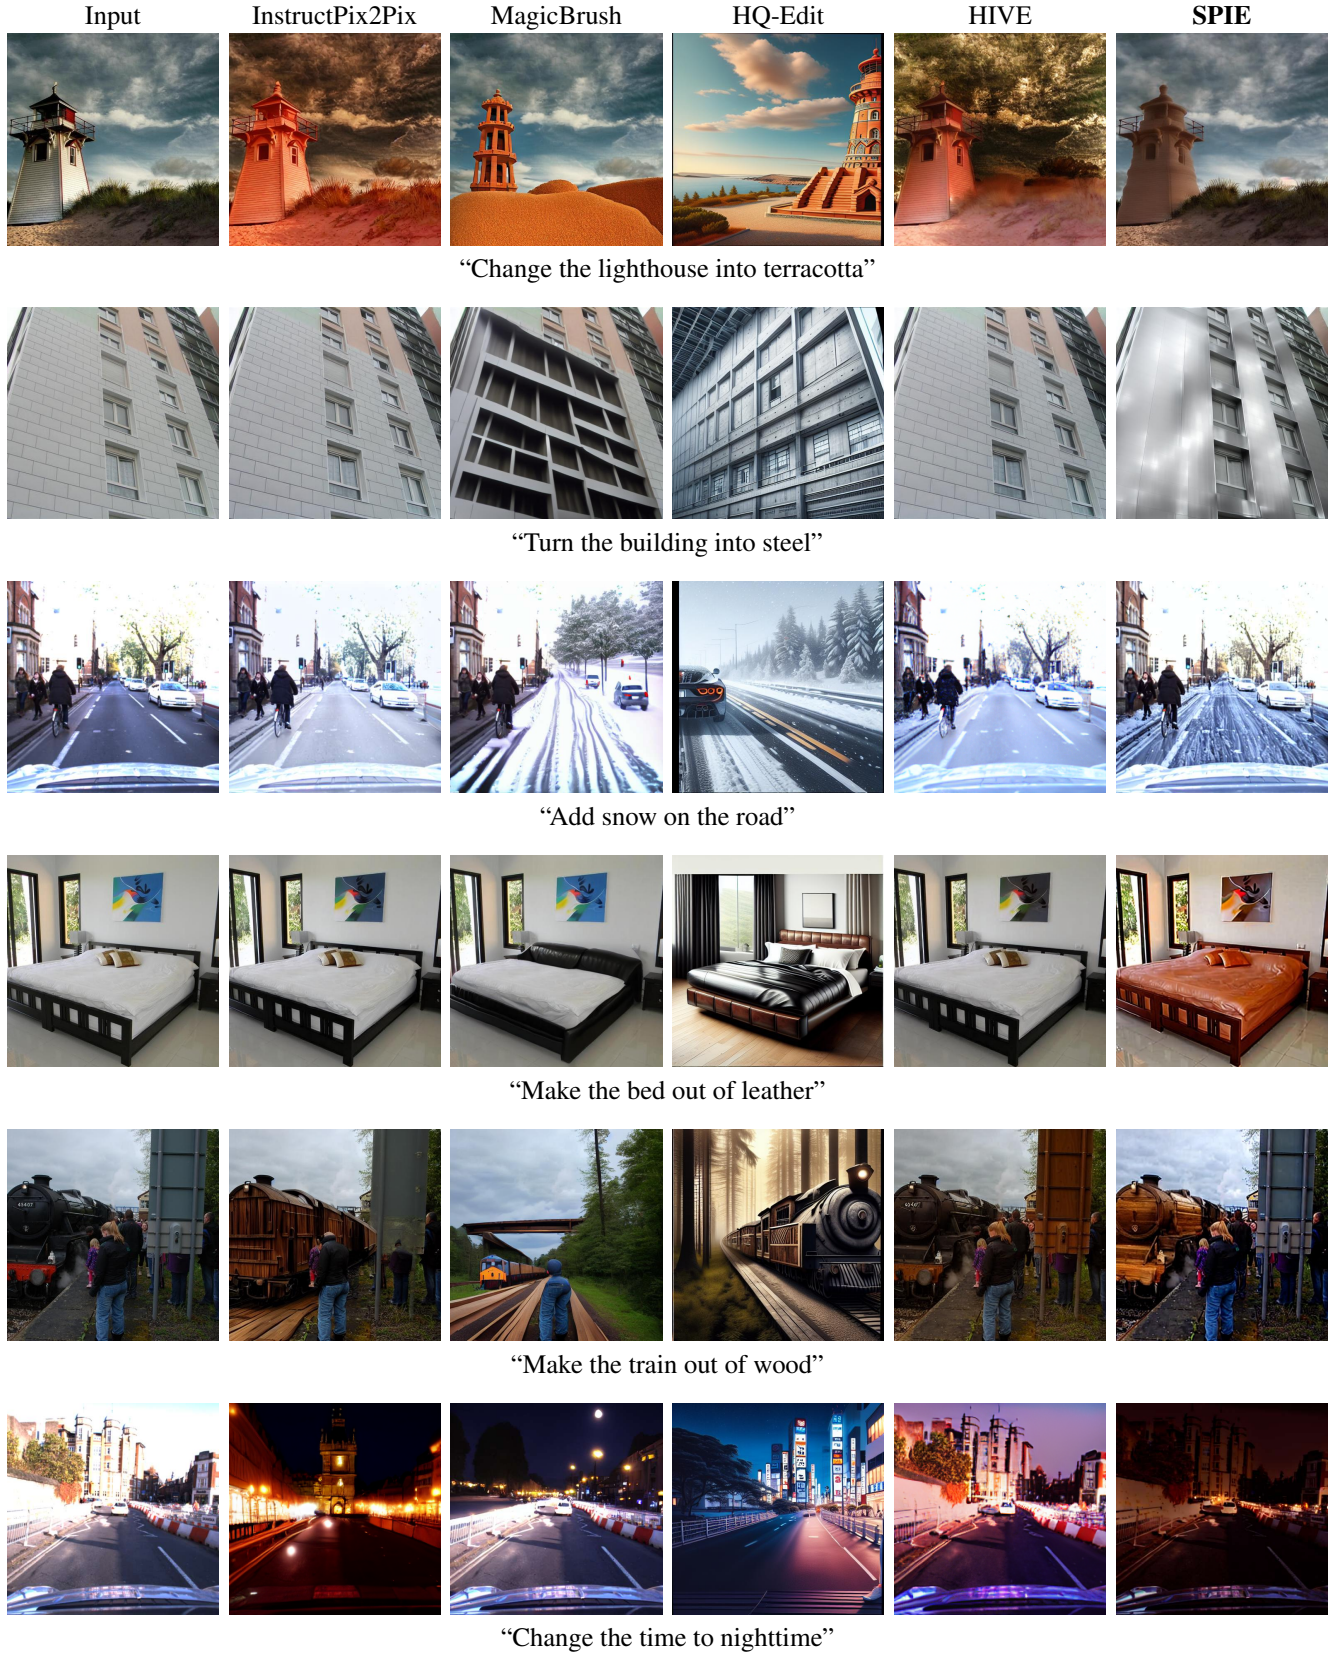 Input InstructPix2Pix MagicBrush HQ-Edit HIVE SPIE
“Change the lighthouse into terracotta”
“Turn the building into steel”
“Add snow on the road”
“Make the bed out of leather”
45407
“Make the train out of wood”
“Change the time to nighttime”